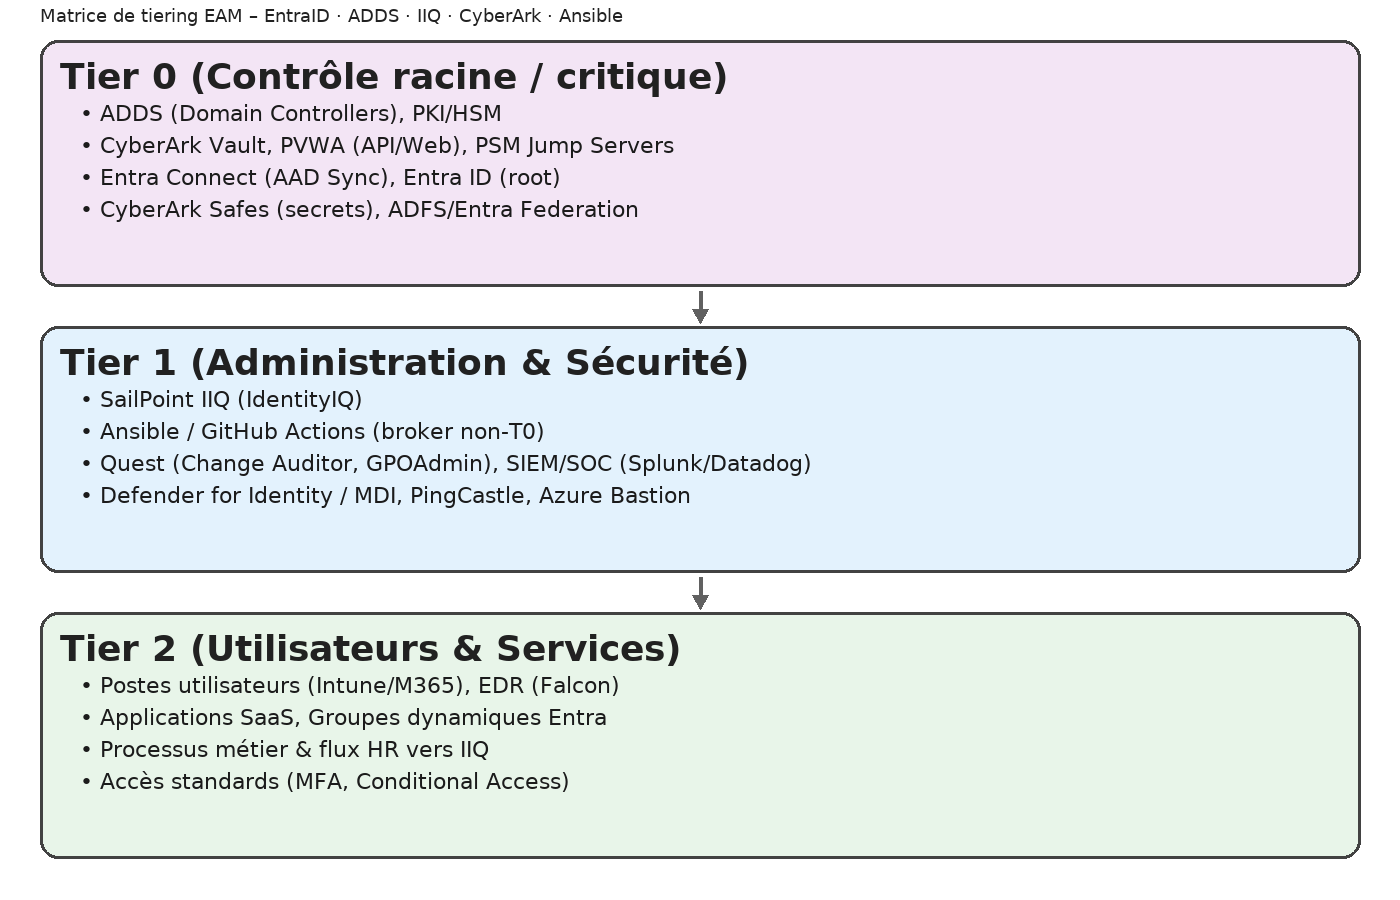 Matrice de tiering EAM – EntraID · ADDS · IIQ · CyberArk · Ansible
Tier 0 (Contrôle racine / critique)
• ADDS (Domain Controllers), PKI/HSM
• CyberArk Vault, PVWA (API/Web), PSM Jump Servers
• Entra Connect (AAD Sync), Entra ID (root)
• CyberArk Safes (secrets), ADFS/Entra Federation
Tier 1 (Administration & Sécurité)
• SailPoint IIQ (IdentityIQ)
• Ansible / GitHub Actions (broker non-T0)
• Quest (Change Auditor, GPOAdmin), SIEM/SOC (Splunk/Datadog)
• Defender for Identity / MDI, PingCastle, Azure Bastion
Tier 2 (Utilisateurs & Services)
• Postes utilisateurs (Intune/M365), EDR (Falcon)
• Applications SaaS, Groupes dynamiques Entra
• Processus métier & flux HR vers IIQ
• Accès standards (MFA, Conditional Access)